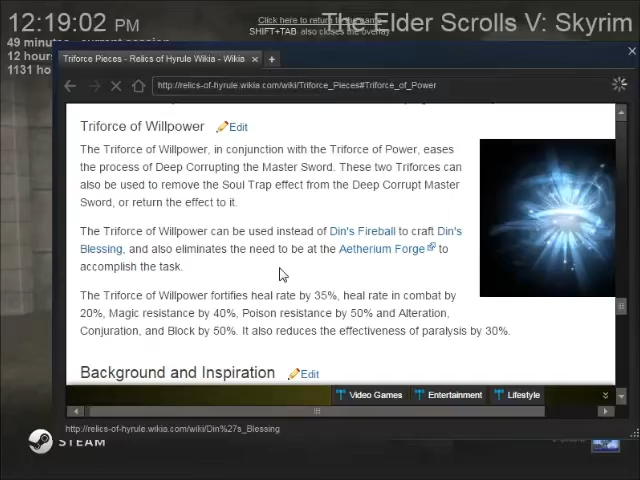 12:19:02 PM
Click here to return to the game
The Elder Scrolls V: Skyrim
SHIFT+TAB also closes the overlay
49 minutes - current session
12 hours
1131 ho
Triforce Pieces - Relics of Hyrule Wikia - Wikia × +
http://relics-of-hyrule.wikia.com/wiki/Triforce_Pieces#Triforce_of_Power
Triforce of Willpower Edit
The Triforce of Willpower, in conjunction with the Triforce of Power, eases
the process of Deep Corrupting the Master Sword. These two Triforces can
also be used to remove the Soul Trap effect from the Deep Corrupt Master
Sword, or return the effect to it.
The Triforce of Willpower can be used instead of Din's Fireball to craft Din's
Blessing, and also eliminates the need to be at the Aetherium Forge to
accomplish the task.
The Triforce of Willpower fortifies heal rate by 35%, heal rate in combat by
20%, Magic resistance by 40%, Poison resistance by 50% and Alteration,
Conjuration, and Block by 50%. It also reduces the effectiveness of paralysis by 30%.
Background and Inspiration Edit
Video Games Entertainment Lifestyle
http://relics-of-hyrule.wikia.com/wiki/Din%27s_Blessing
STEAM